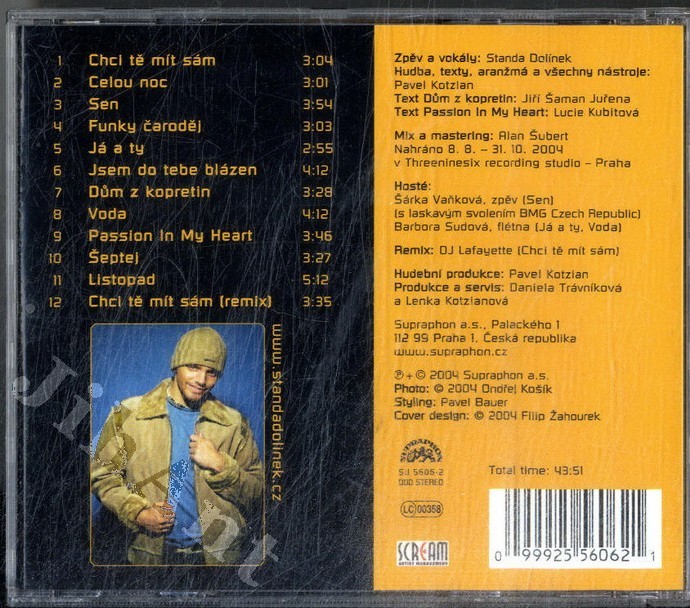 1 Chci tě mít sám 3:04
2 Celou noc 3:01
3 Sen 3:54
4 Funky čaroděj 3:03
5 Já a ty 2:55
6 Jsem do tebe blázen 4:12
7 Dům z kopretin 3:28
8 Voda 4:12
9 Passion In My Heart 3:46
10 Šeptej 3:27
11 Listopad 5:12
12 Chci tě mít sám (remix) 3:35
www.standadolinek.cz
Zpěv a vokály: Standa Dolínek
Hudba, texty, aranžmá a všechny nástroje:
Pavel Kotzian
Text Dům z kopretin: Jiří Šaman Juřena
Text Passion In My Heart: Lucie Kubitová
Mix a mastering: Alan Šubert
Nahráno 8. 8. – 31. 10. 2004
v Threeninesix recording studio – Praha
Hosté:
Šárka Vaňková, zpěv (Sen)
(s laskavým svolením BMG Czech Republic)
Barbora Sudová, flétna (Já a ty, Voda)
Remix: DJ Lafayette (Chci tě mít sám)
Hudební produkce: Pavel Kotzian
Produkce a servis: Daniela Trávníková
a Lenka Kotzianová
Supraphon a.s., Palackého 1
112 99 Praha 1, Česká republika
www.supraphon.cz
℗ + © 2004 Supraphon a.s.
Photo: © 2004 Ondřej Košík
Styling: Pavel Bauer
Cover design: © 2004 Filip Žahourek
SUPRAPHON
SU 5606-2
DDD STEREO
Total time: 43:51
LC 00358
SCREAM
ARTIST MANAGEMENT
0 99925 56062 1